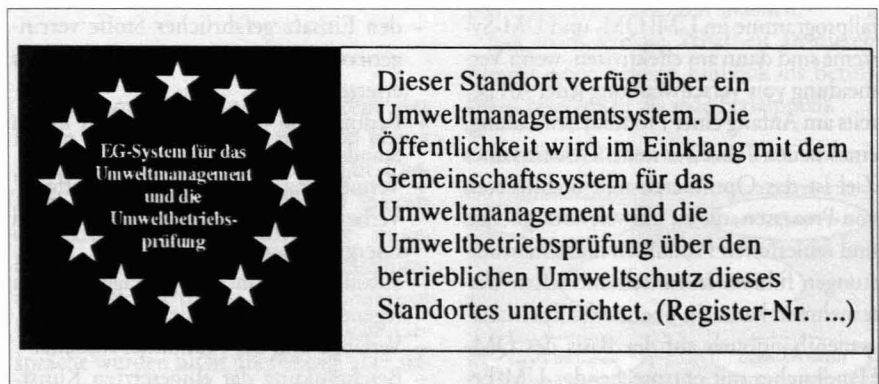 EG-System für das
Umweltmanagement
und die
Umweltbetriebs-
prüfung
Dieser Standort verfügt über ein
Umweltmanagementsystem. Die
Öffentlichkeit wird im Einklang mit dem
Gemeinschaftssystem für das
Umweltmanagement und die
Umweltbetriebsprüfung über den
betrieblichen Umweltschutz dieses
Standortes unterrichtet. (Register-Nr. ...)